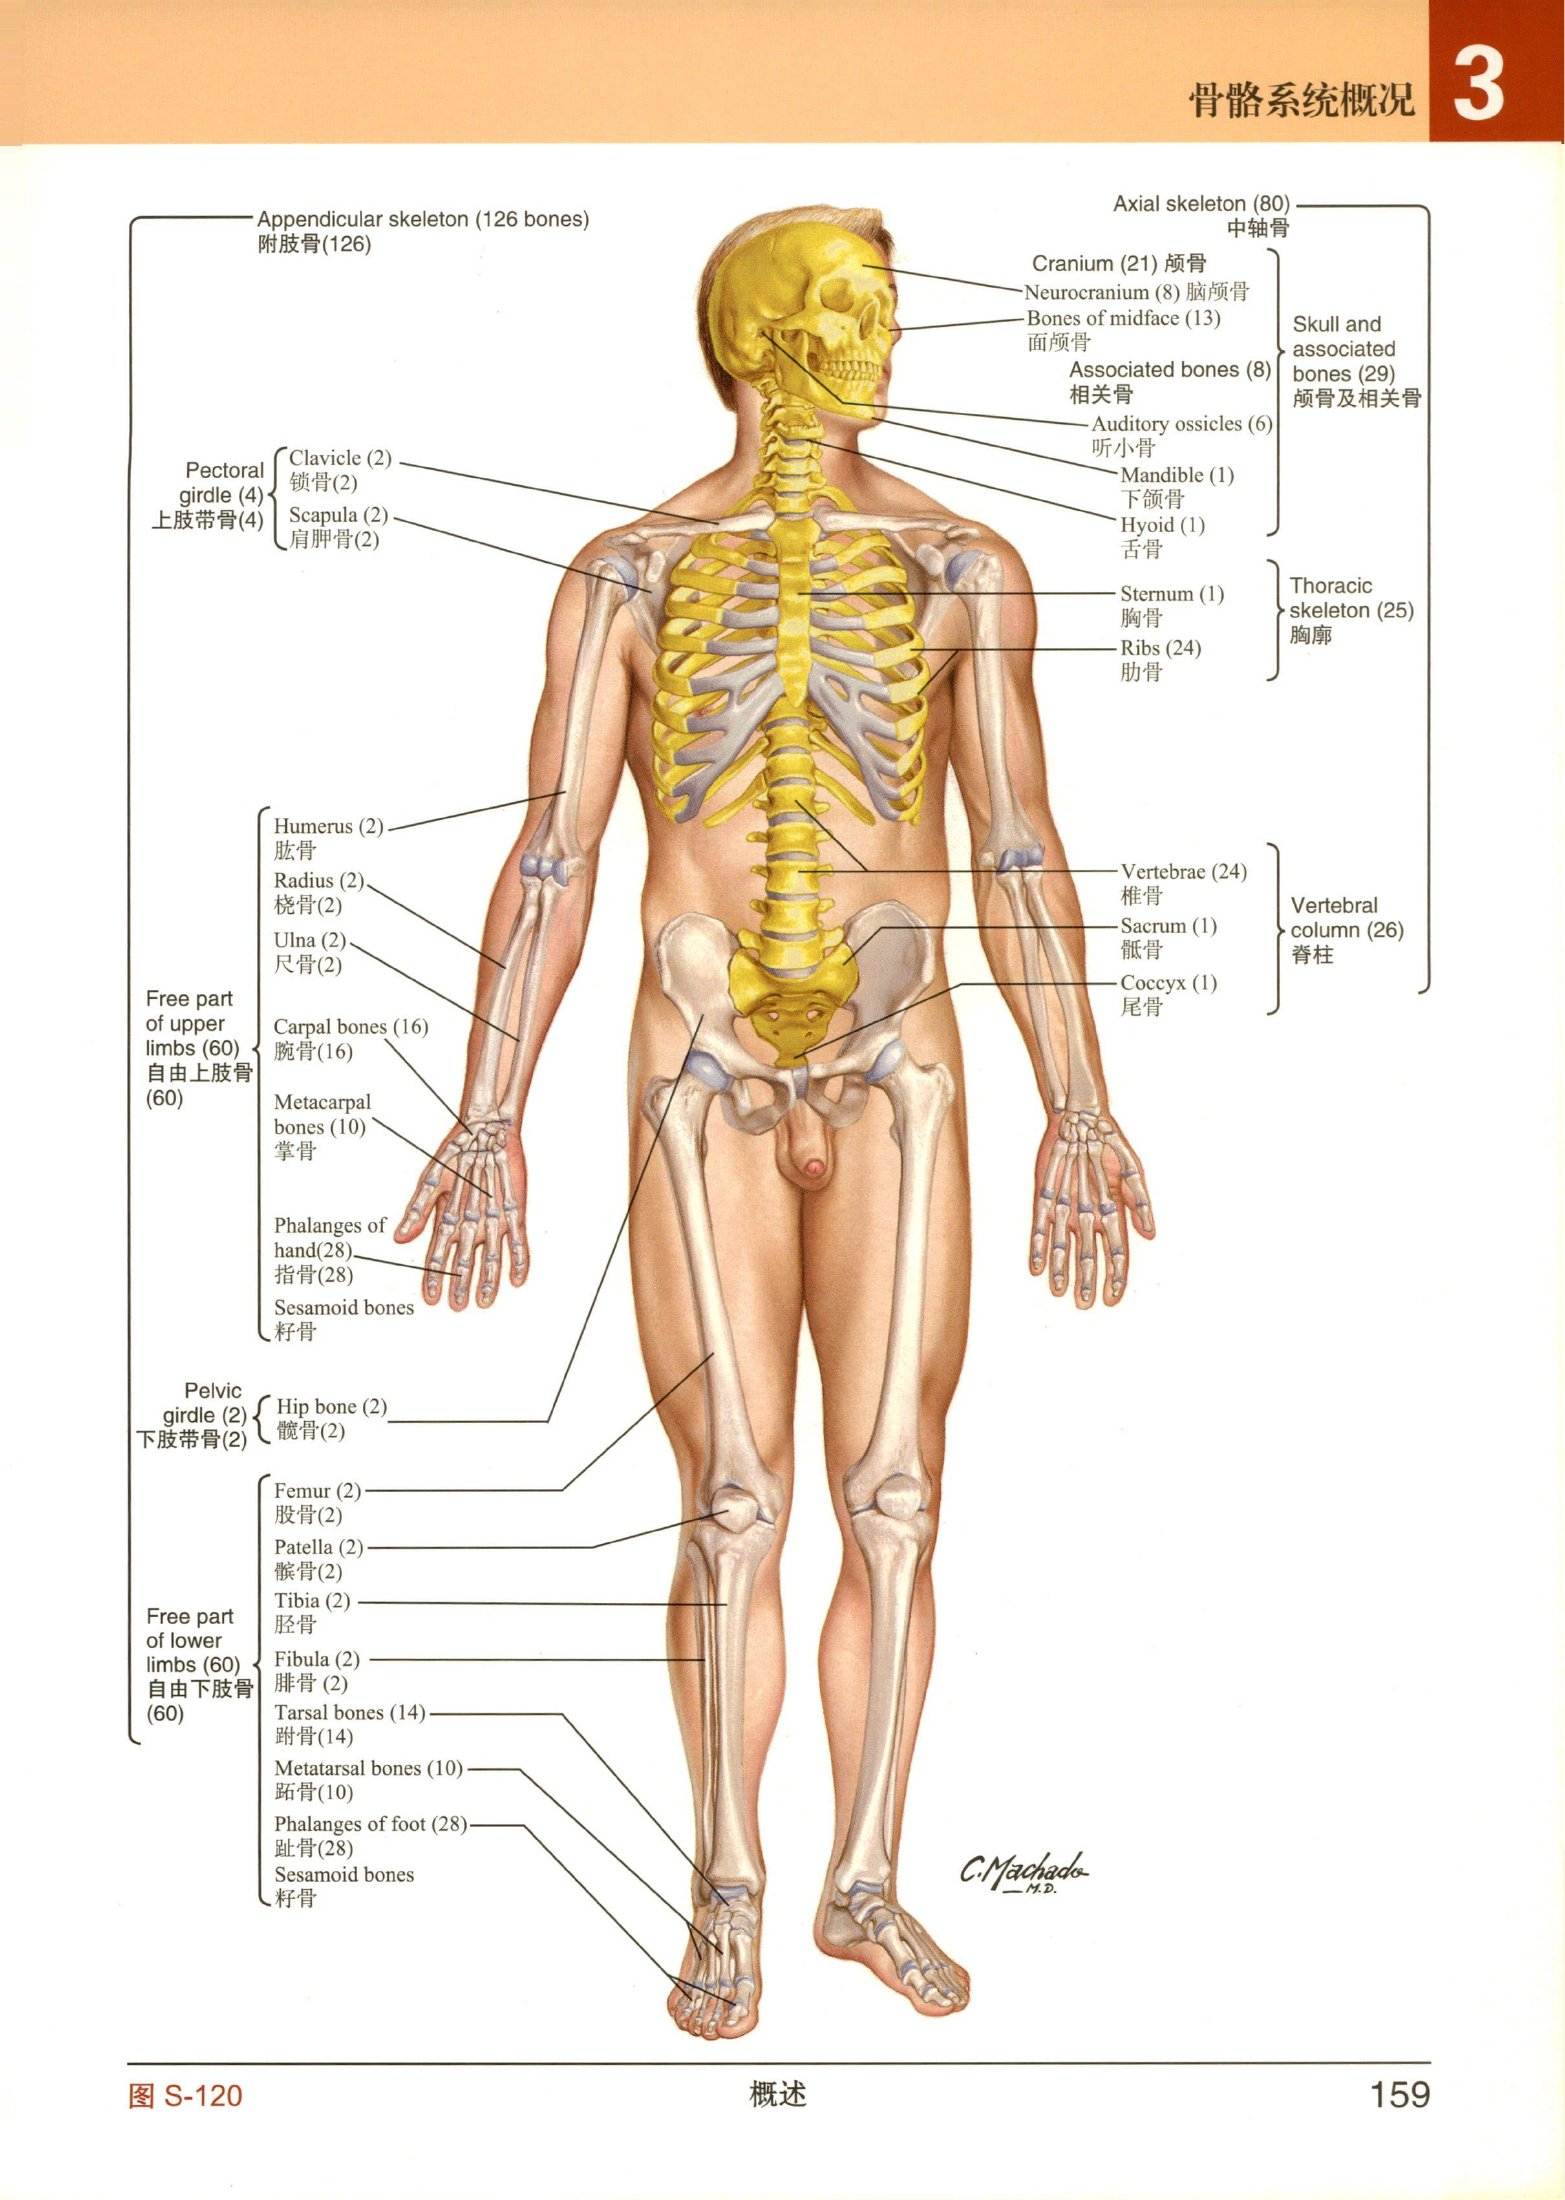 骨骼系统概况
3
Appendicular skeleton (126 bones)
附肢骨(126)
Axial skeleton (80)
中轴骨
Cranium (21) 颅骨
Neurocranium (8) 脑颅骨
Bones of midface (13)
面颅骨
Associated bones (8)
相关骨
Auditory ossicles (6)
听小骨
Mandible (1)
下颌骨
Hyoid (1)
舌骨
Skull and
associated
bones (29)
颅骨及相关骨
Sternum (1)
胸骨
Ribs (24)
肋骨
Thoracic
skeleton (25)
胸廓
Vertebrae (24)
椎骨
Sacrum (1)
骶骨
Coccyx (1)
尾骨
Vertebral
column (26)
脊柱
Pectoral
girdle (4)
上肢带骨(4)
Clavicle (2)
锁骨(2)
Scapula (2)
肩胛骨(2)
Free part
of upper
limbs (60)
自由上肢骨
(60)
Humerus (2)
肱骨
Radius (2)
桡骨(2)
Ulna (2)
尺骨(2)
Carpal bones (16)
腕骨(16)
Metacarpal
bones (10)
掌骨
Phalanges of
hand(28)
指骨(28)
Sesamoid bones
籽骨
Pelvic
girdle (2)
下肢带骨(2)
Hip bone (2)
髋骨(2)
Free part
of lower
limbs (60)
自由下肢骨
(60)
Femur (2)
股骨(2)
Patella (2)
髌骨(2)
Tibia (2)
胫骨
Fibula (2)
腓骨 (2)
Tarsal bones (14)
跗骨(14)
Metatarsal bones (10)
跖骨(10)
Phalanges of foot (28)
趾骨(28)
Sesamoid bones
籽骨
C.Machado
M.D.
图 S-120
概述
159